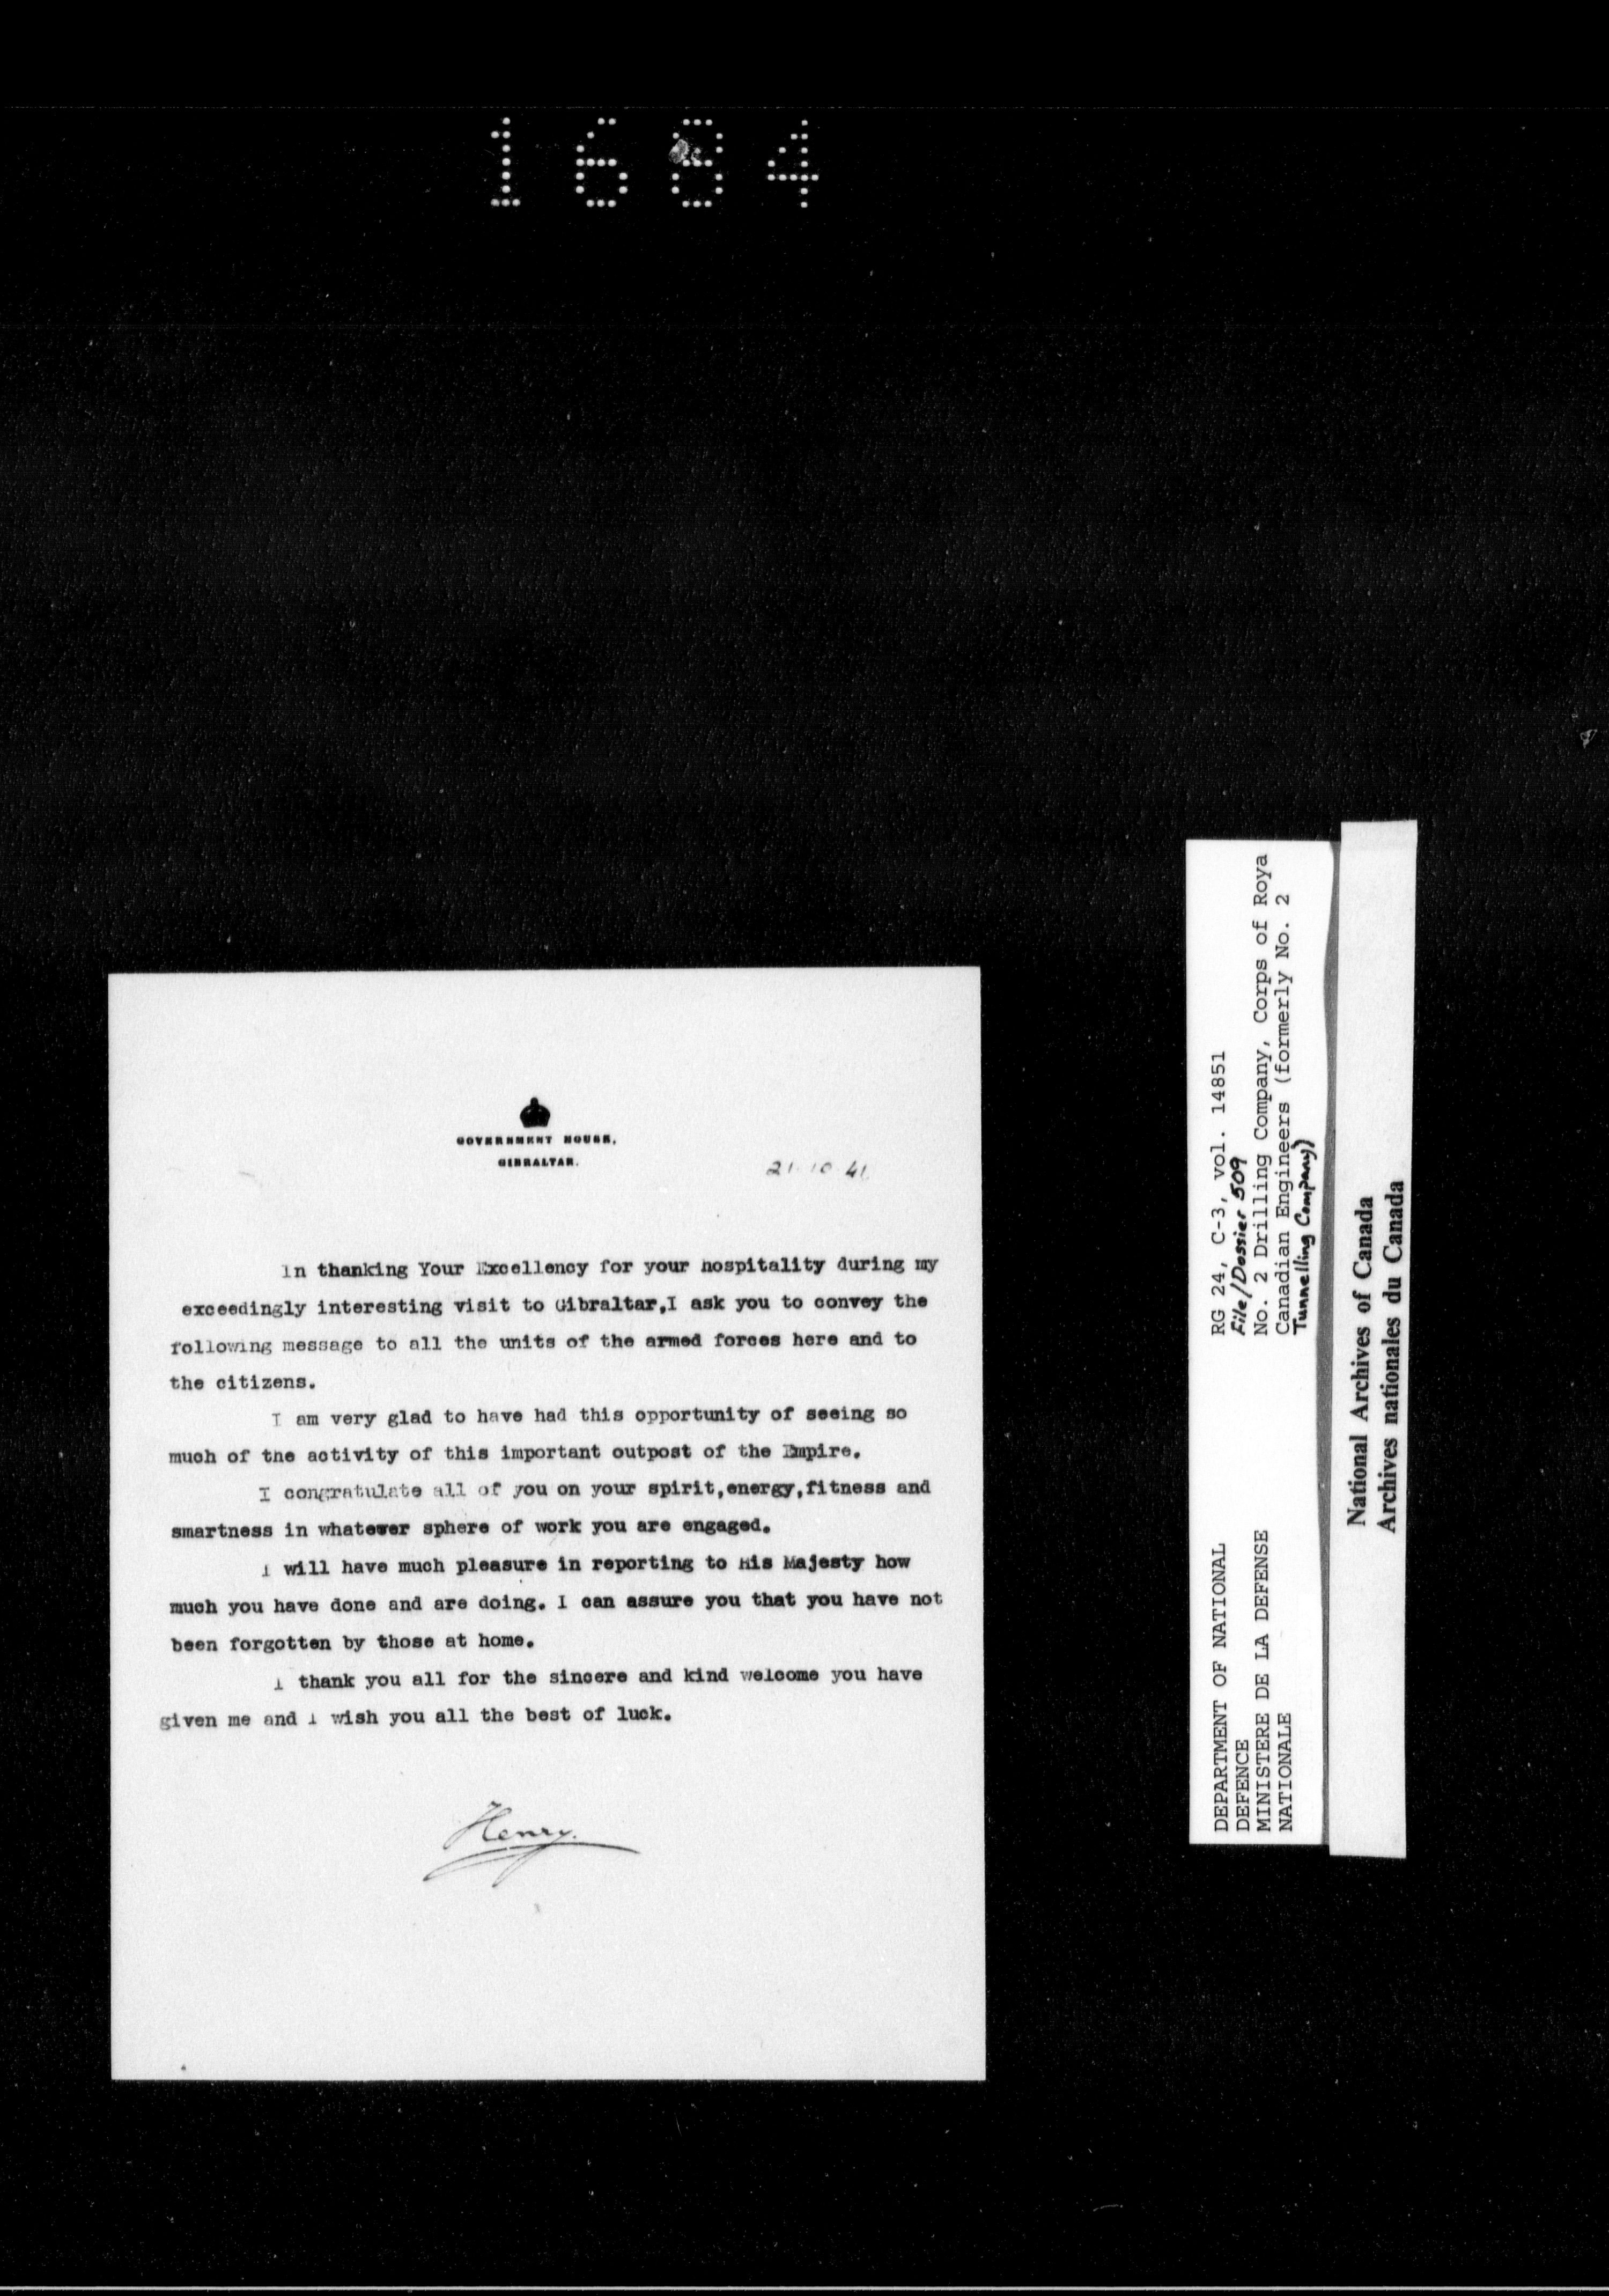 1684
GOVERNMENT HOUSE,
GIBRALTAR.
21.10.41
In thanking Your Excellency for your hospitality during my
exceedingly interesting visit to Gibraltar,I ask you to convey the
following message to all the units of the armed forces here and to
the citizens.
I am very glad to have had this opportunity of seeing so
much of the activity of this important outpost of the Empire.
I congratulate all of you on your spirit,energy,fitness and
smartness in whatever sphere of work you are engaged.
I will have much pleasure in reporting to His Majesty how
much you have done and are doing. I can assure you that you have not
been forgotten by those at home.
I thank you all for the sincere and kind welcome you have
given me and I wish you all the best of luck.
Henry.
DEPARTMENT OF NATIONAL
DEFENCE
MINISTERE DE LA DEFENSE
NATIONALE
RG 24, C-3, vol. 14851
File/Dossier 509
No. 2 Drilling Company, Corps of Roya
Canadian Engineers (formerly No. 2
Tunnelling Company)
National Archives of Canada
Archives nationales du Canada